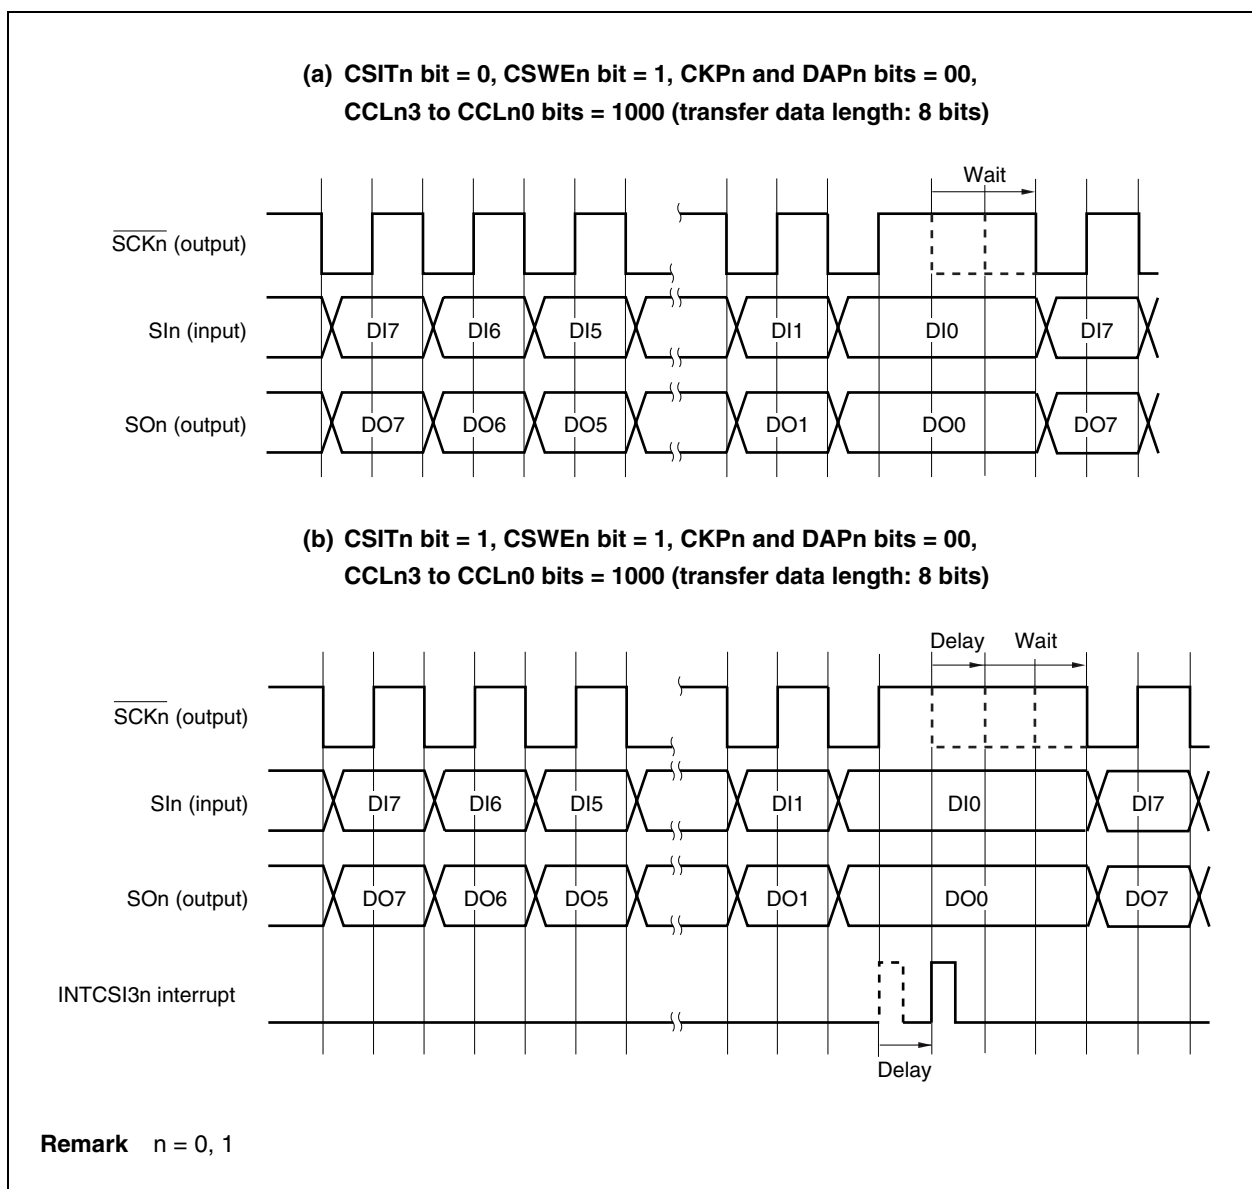 (a) CSITn bit = 0, CSWEn bit = 1, CKPn and DAPn bits = 00,
CCLn3 to CCLn0 bits = 1000 (transfer data length: 8 bits)
Wait
SCKn (output)
SIn (input)
DI7 DI6 DI5 DI1 DI0 DI7
SOn (output)
DO7 DO6 DO5 DO1 DO0 DO7
(b) CSITn bit = 1, CSWEn bit = 1, CKPn and DAPn bits = 00,
CCLn3 to CCLn0 bits = 1000 (transfer data length: 8 bits)
Delay Wait
SCKn (output)
SIn (input)
DI7 DI6 DI5 DI1 DI0 DI7
SOn (output)
DO7 DO6 DO5 DO1 DO0 DO7
INTCSI3n interrupt
Delay
Remark n = 0, 1